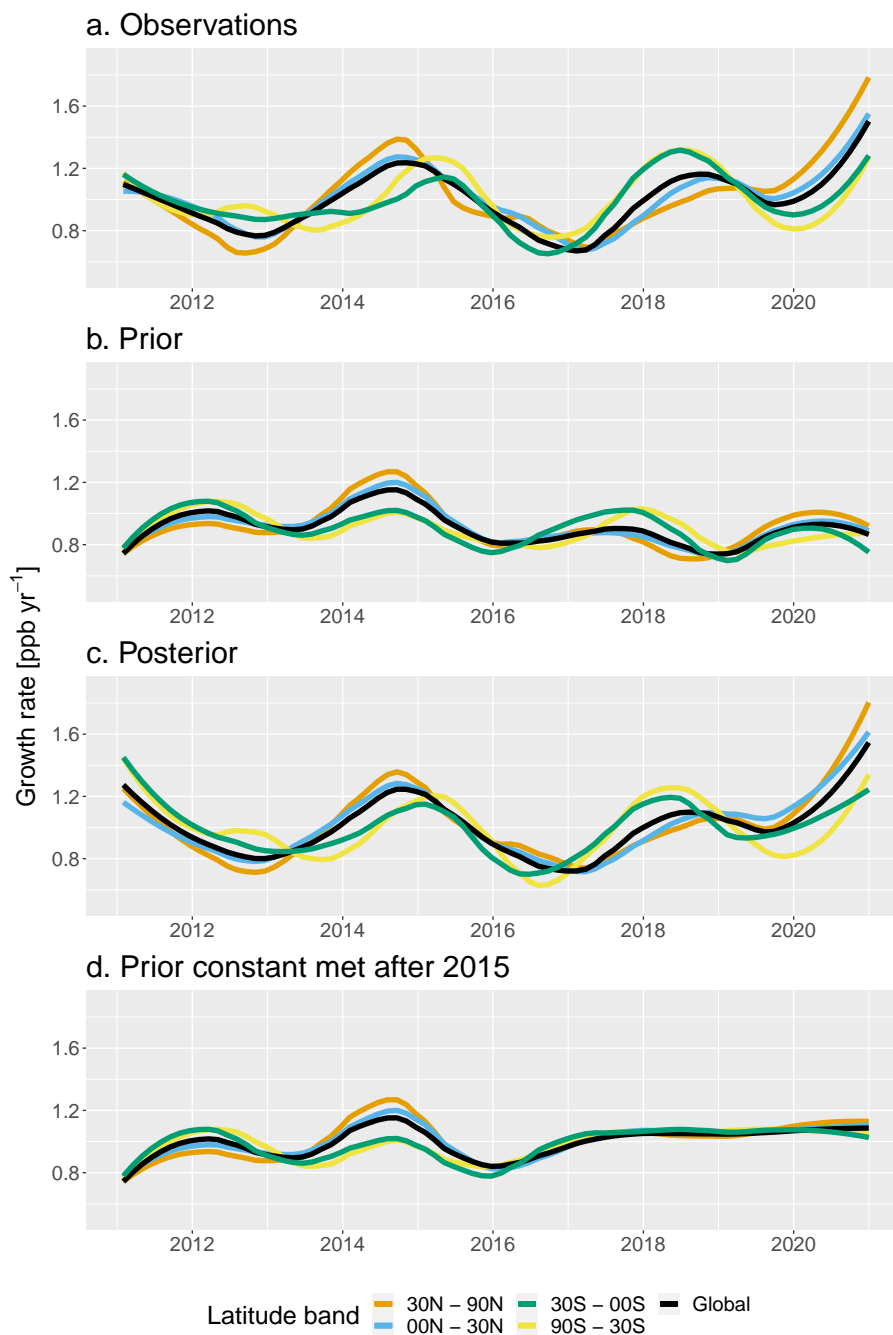 a. Observations
1.6
1.2
0.8
2012 2014 2016 2018 2020
b. Prior
1.6
1.2
0.8
2012 2014 2016 2018 2020
c. Posterior
1.6
1.2
0.8
2012 2014 2016 2018 2020
d. Prior constant met after 2015
1.6
1.2
0.8
2012 2014 2016 2018 2020
Growth rate [ppb yr⁻¹]
Latitude band
30N − 90N 30S − 00S Global
00N − 30N 90S − 30S